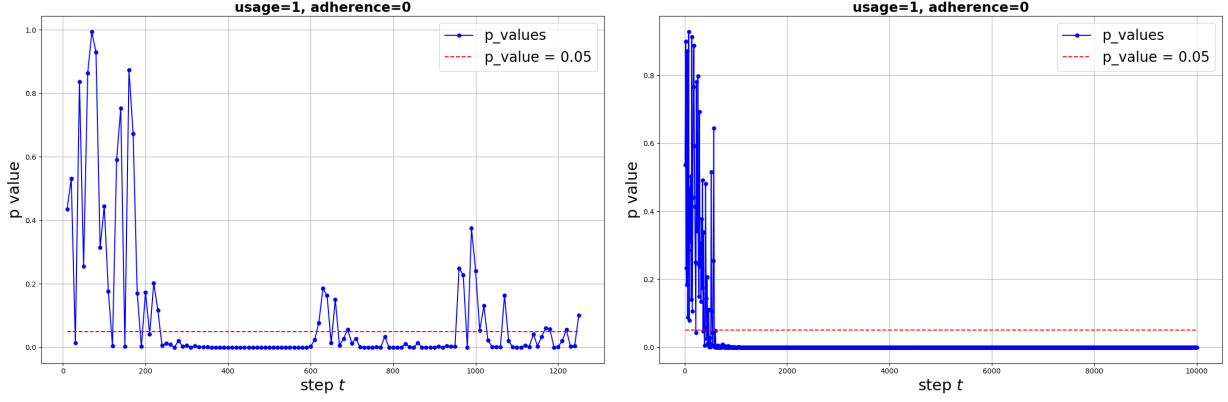 usage=1, adherence=0
p_values
p_value = 0.05
p value
1.0
0.8
0.6
0.4
0.2
0.0
0 200 400 600 800 1000 1200
step t
usage=1, adherence=0
p_values
p_value = 0.05
p value
0.8
0.6
0.4
0.2
0.0
0 2000 4000 6000 8000 10000
step t